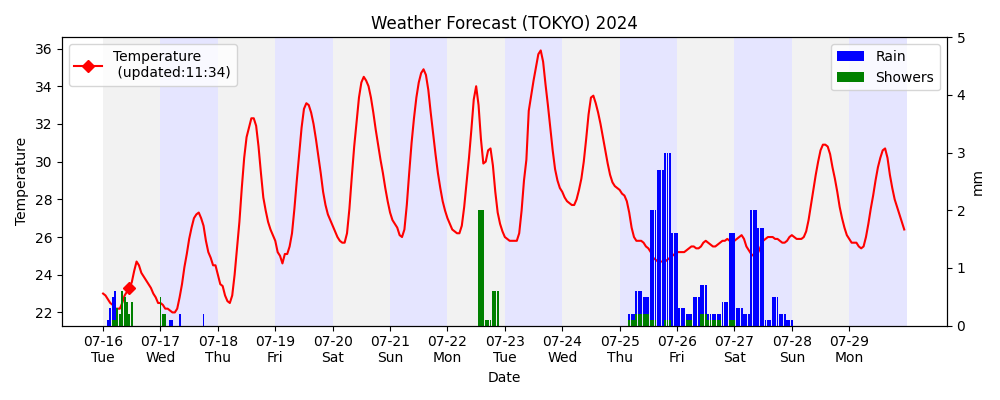 Weather Forecast (TOKYO) 2024
Temperature
(updated:11:34)
Rain
Showers
Temperature
36
34
32
30
28
26
24
22
5
4
3
2
1
0
mm
07-16 07-17 07-18 07-19 07-20 07-21 07-22 07-23 07-24 07-25 07-26 07-27 07-28 07-29
Tue Wed Thu Fri Sat Sun Mon Tue Wed Thu Fri Sat Sun Mon
Date